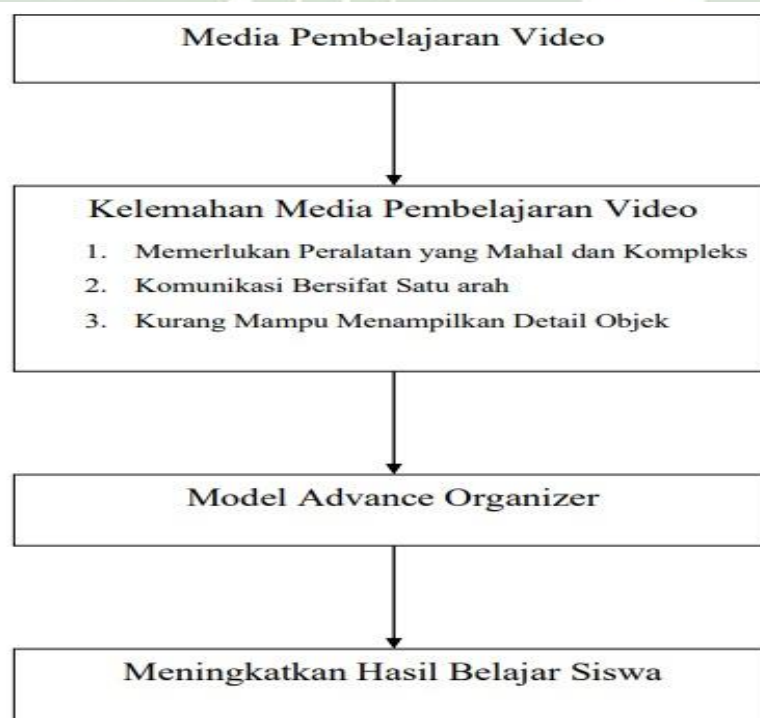 Media Pembelajaran Video
Kelemahan Media Pembelajaran Video
1. Memerlukan Peralatan yang Mahal dan Kompleks
2. Komunikasi Bersifat Satu arah
3. Kurang Mampu Menampilkan Detail Objek
Model Advance Organizer
Meningkatkan Hasil Belajar Siswa